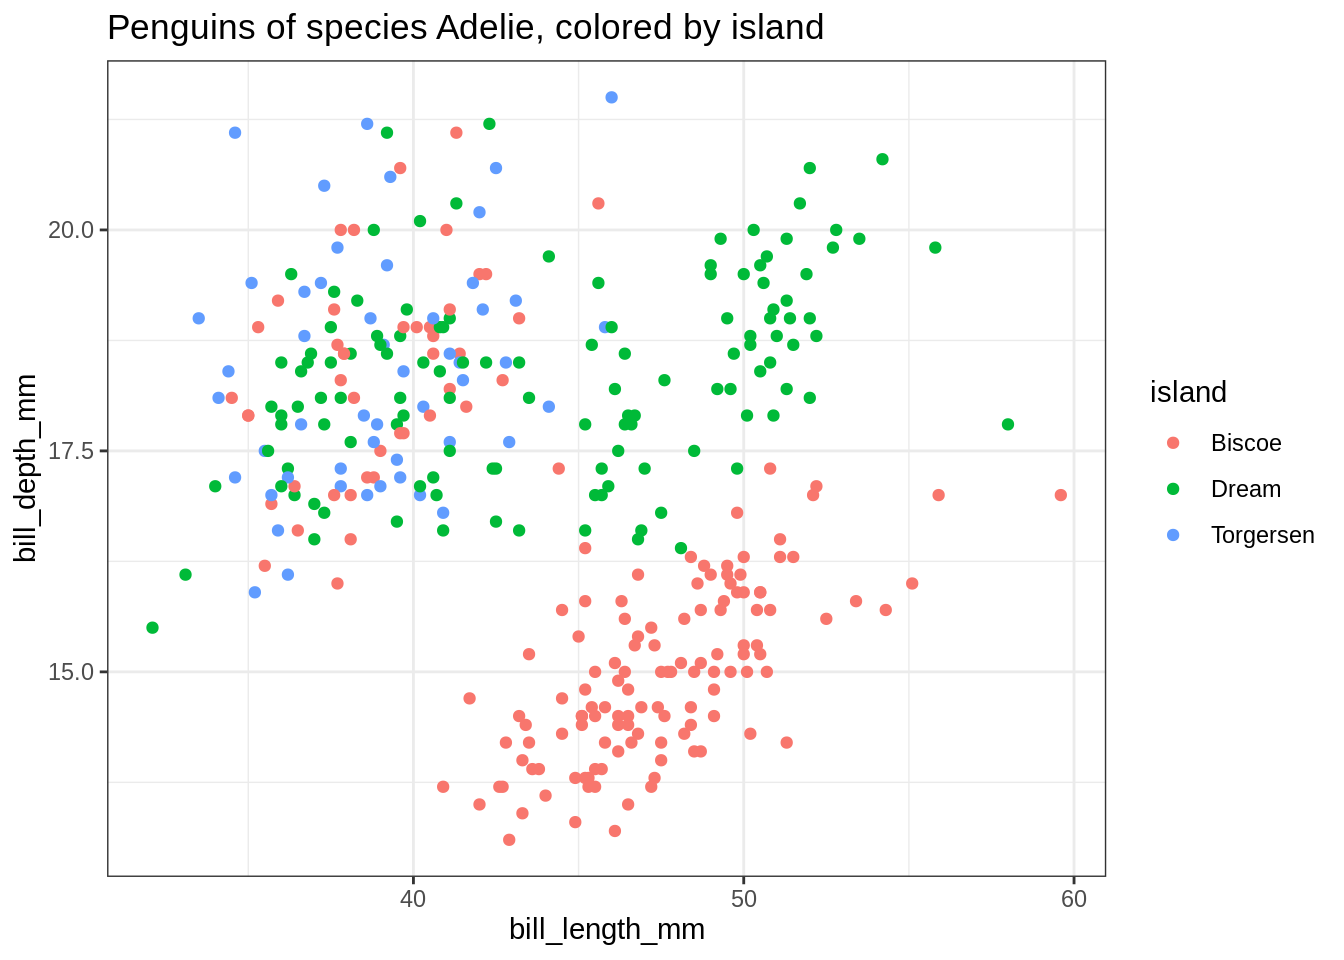 Penguins of species Adelie, colored by island
20.0
17.5
15.0
bill_depth_mm
40
50
60
bill_length_mm
island
Biscoe
Dream
Torgersen